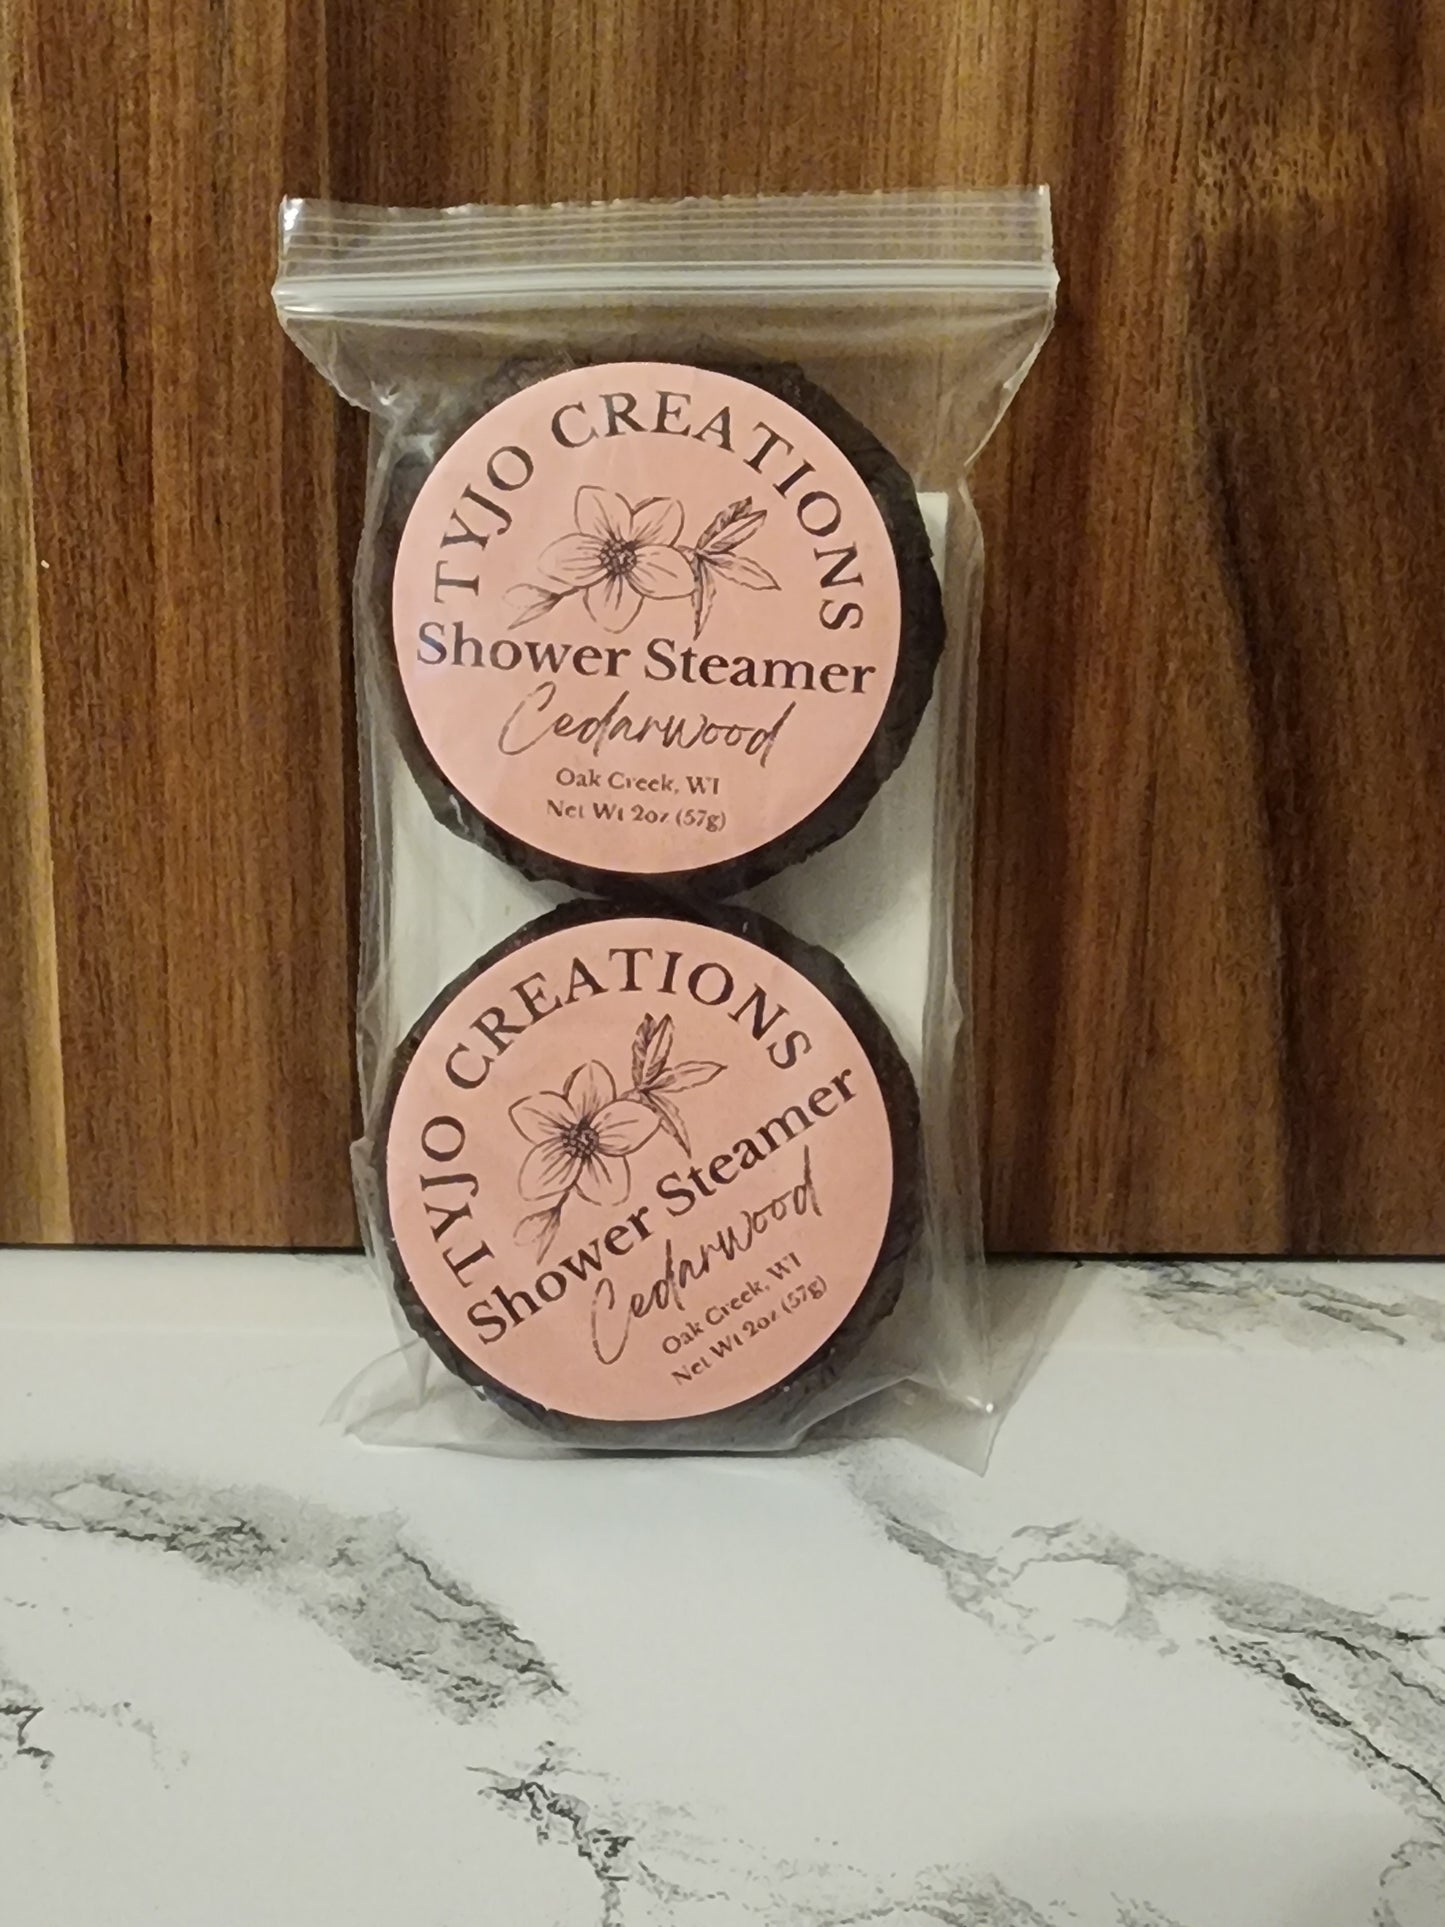 TYJO CREATIONS
Shower Steamer
Cedarwood
Oak Creek, WI
Net Wt 2oz (57g)
TYJO CREATIONS
Shower Steamer
Cedarwood
Oak Creek, WI
Net Wt 2oz (57g)